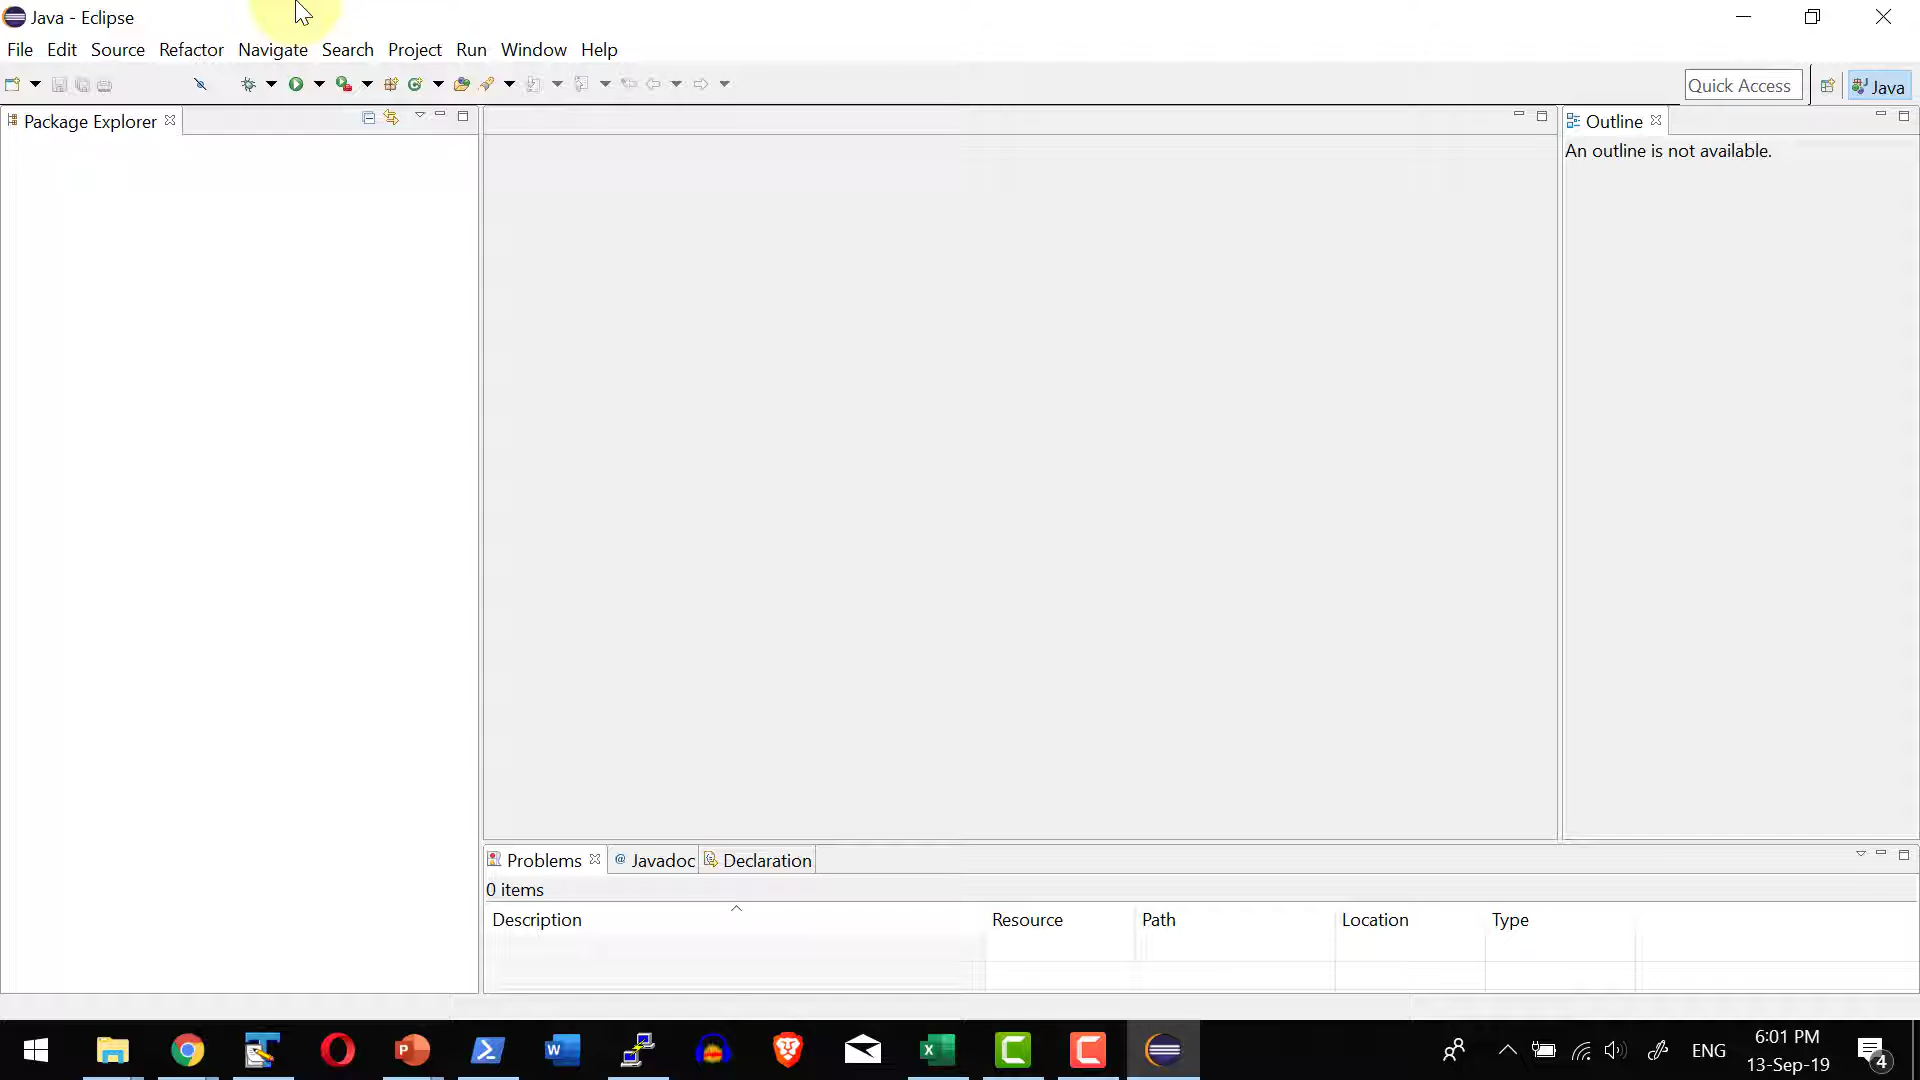 Java - Eclipse
File Edit Source Refactor Navigate Search Project Run Window Help
Quick Access
Java
Package Explorer
Outline
An outline is not available.
Problems
@ Javadoc
Declaration
0 items
Description Resource Path Location Type
ENG
6:01 PM
13-Sep-19
4